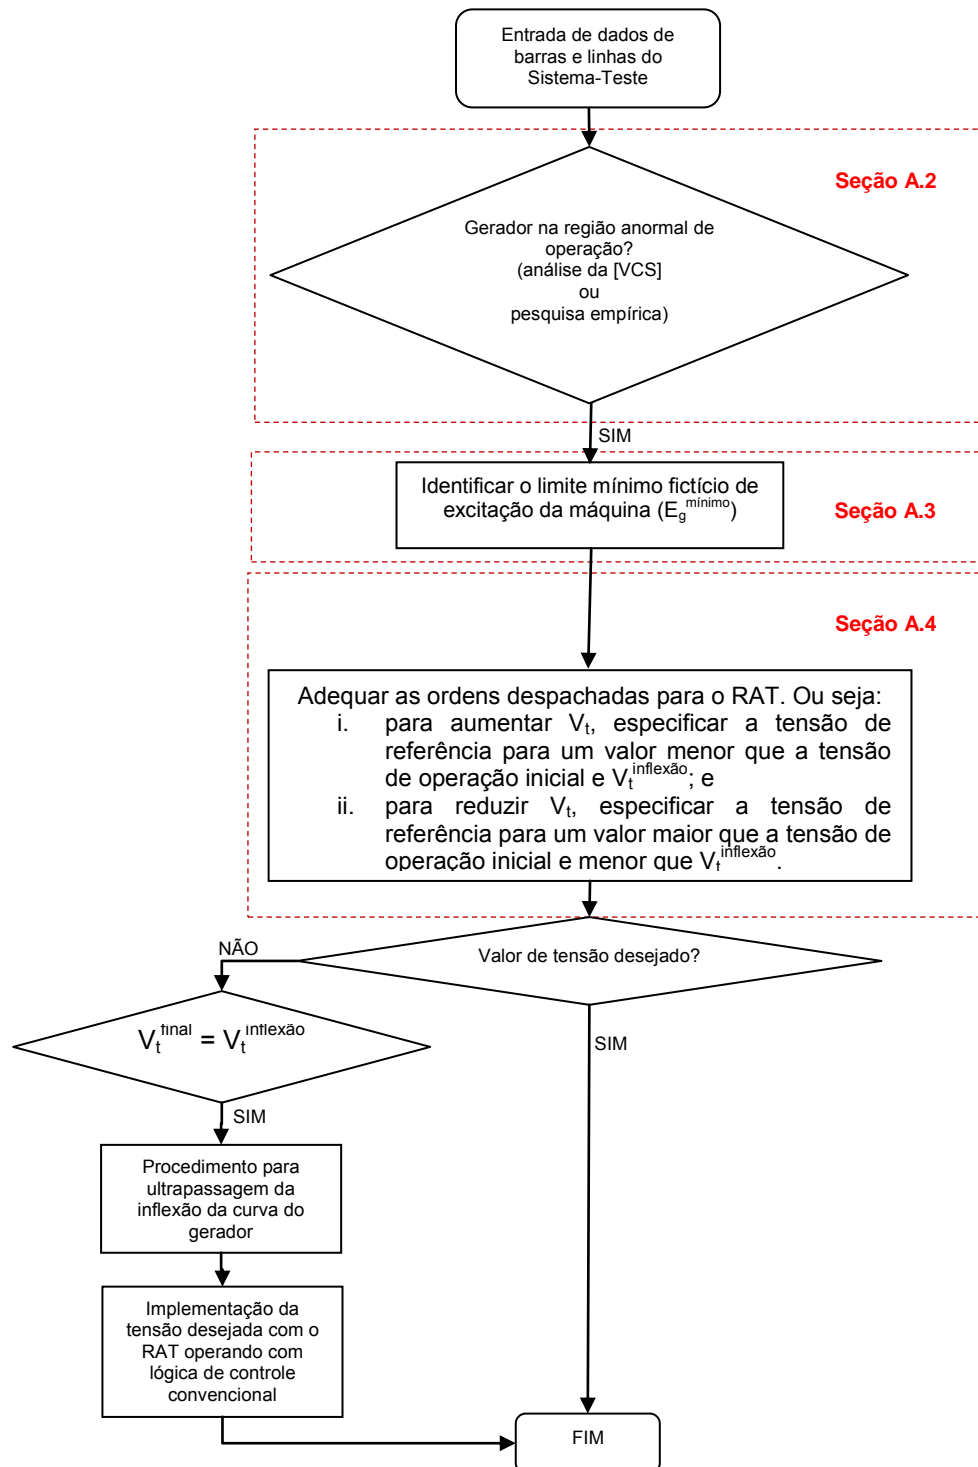 Entrada de dados de
barras e linhas do
Sistema-Teste
Seção A.2
Gerador na região anormal de
operação?
(análise da [VCS]
ou
pesquisa empírica)
SIM
Identificar o limite mínimo fictício de
excitação da máquina (Eg^mínimo)
Seção A.3
Seção A.4
Adequar as ordens despachadas para o RAT. Ou seja:
i. para aumentar Vt, especificar a tensão de
referência para um valor menor que a tensão
de operação inicial e Vt^inflexão; e
ii. para reduzir Vt, especificar a tensão de
referência para um valor maior que a tensão de
operação inicial e menor que Vt^inflexão.
Valor de tensão desejado?
NÃO
Vt^final = Vt^inflexão
SIM
SIM
Procedimento para
ultrapassagem da
inflexão da curva do
gerador
Implementação da
tensão desejada com o
RAT operando com
lógica de controle
convencional
FIM